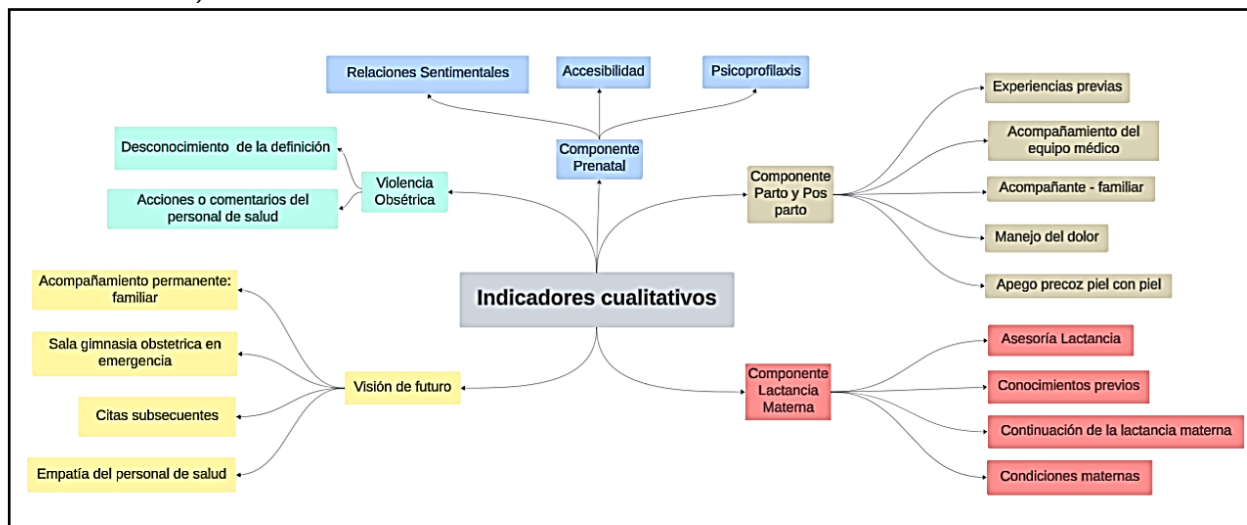 Relaciones Sentimentales
Accesibilidad
Psicoprofilaxis
Componente
Prenatal
Desconocimiento de la definición
Acciones o comentarios del
personal de salud
Violencia
Obsétrica
Experiencias previas
Acompañamiento del
equipo médico
Acompañante - familiar
Manejo del dolor
Apego precoz piel con piel
Componente
Parto y Pos
parto
Indicadores cualitativos
Acompañamiento permanente:
familiar
Sala gimnasia obstetrica en
emergencia
Citas subsecuentes
Empatía del personal de salud
Visión de futuro
Componente
Lactancia
Materna
Asesoría Lactancia
Conocimientos previos
Continuación de la lactancia materna
Condiciones maternas